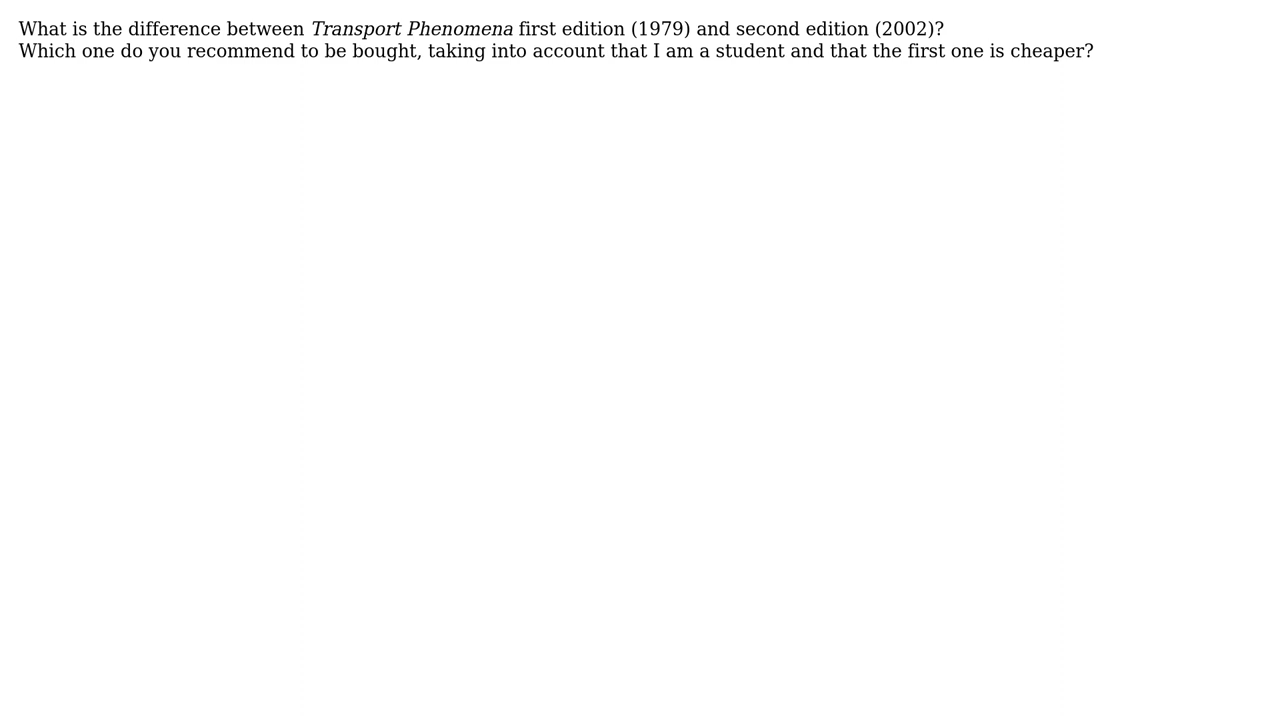 What is the difference between Transport Phenomena first edition (1979) and second edition (2002)?
Which one do you recommend to be bought, taking into account that I am a student and that the first one is cheaper?